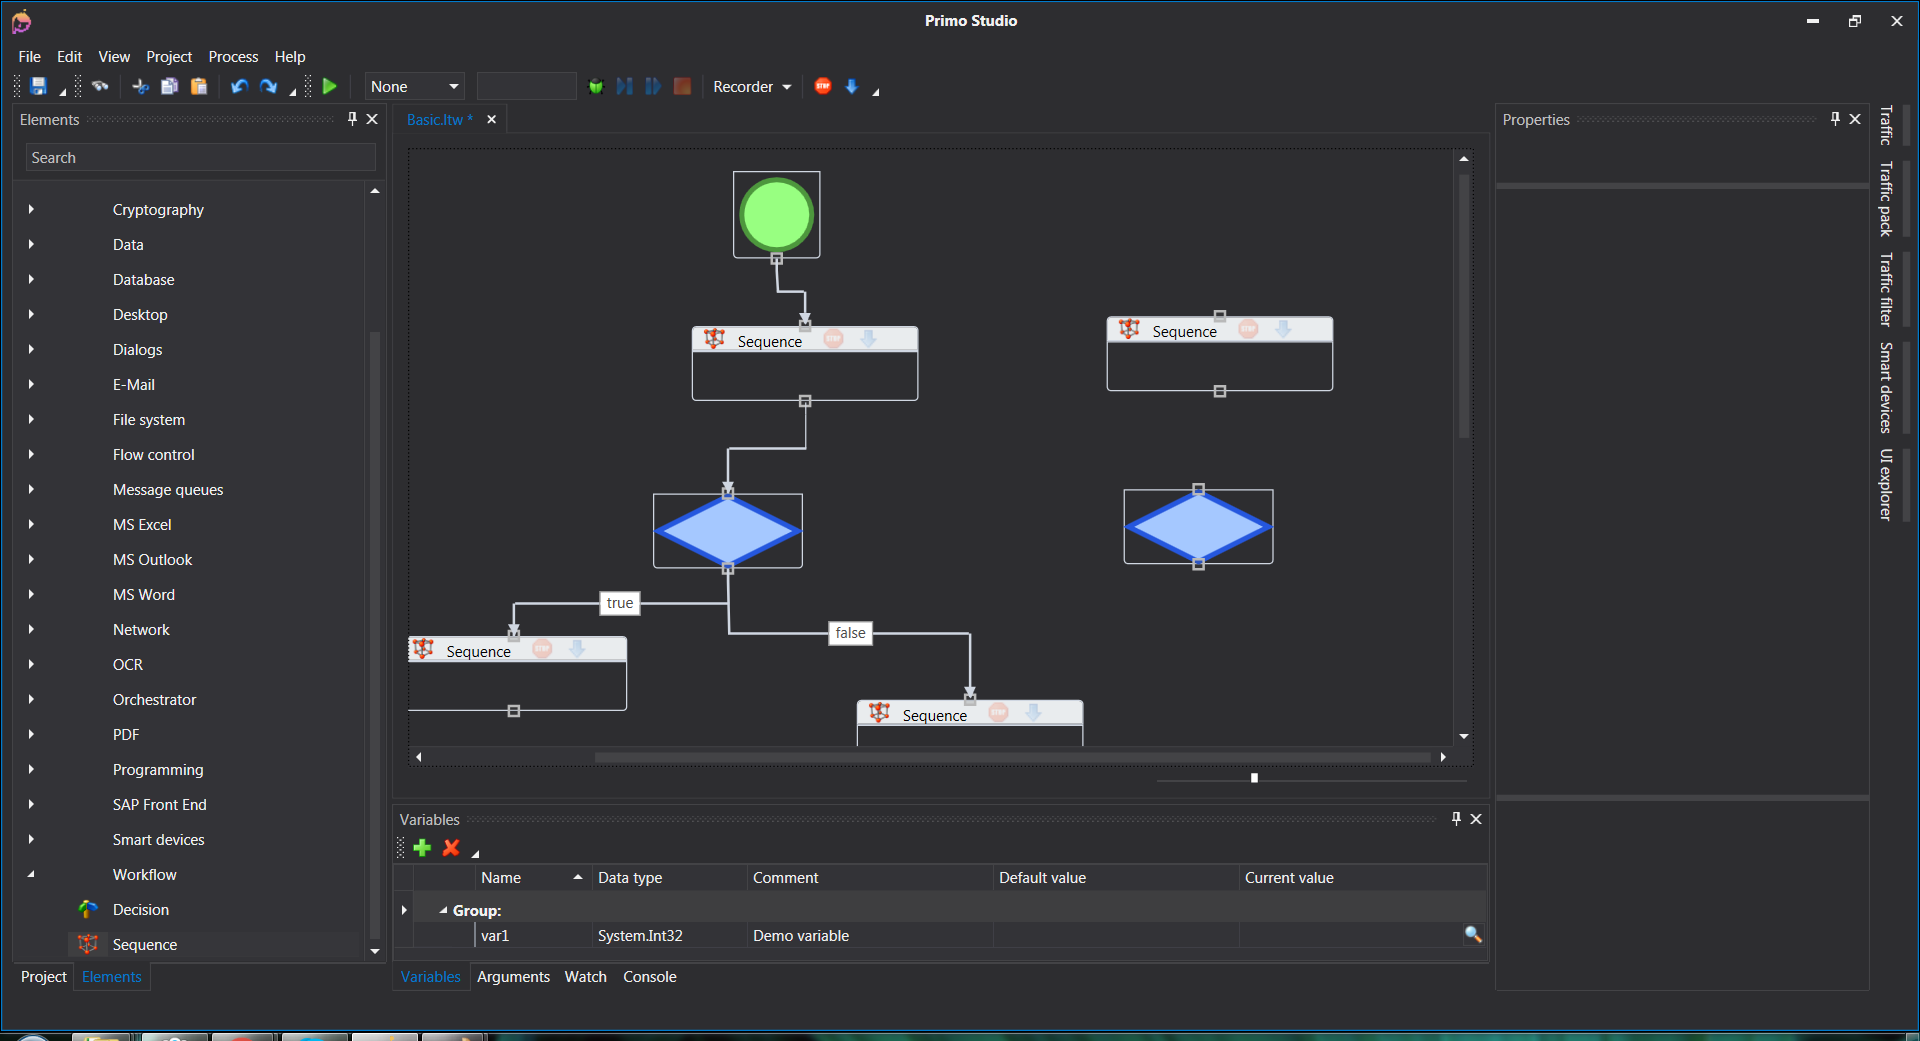 Primo Studio
File Edit View Project Process Help
None Recorder
Elements
Search
Cryptography
Data
Database
Desktop
Dialogs
E-Mail
File system
Flow control
Message queues
MS Excel
MS Outlook
MS Word
Network
OCR
Orchestrator
PDF
Programming
SAP Front End
Smart devices
Workflow
Decision
Sequence
Project Elements
Basic.ltw *
Sequence STOP
Sequence STOP
true
false
Sequence STOP
Sequence STOP
Variables
Name Data type Comment Default value Current value
Group:
var1 System.Int32 Demo variable
Variables Arguments Watch Console
Properties
Traffic
Traffic pack
Traffic filter
Smart devices
UI explorer